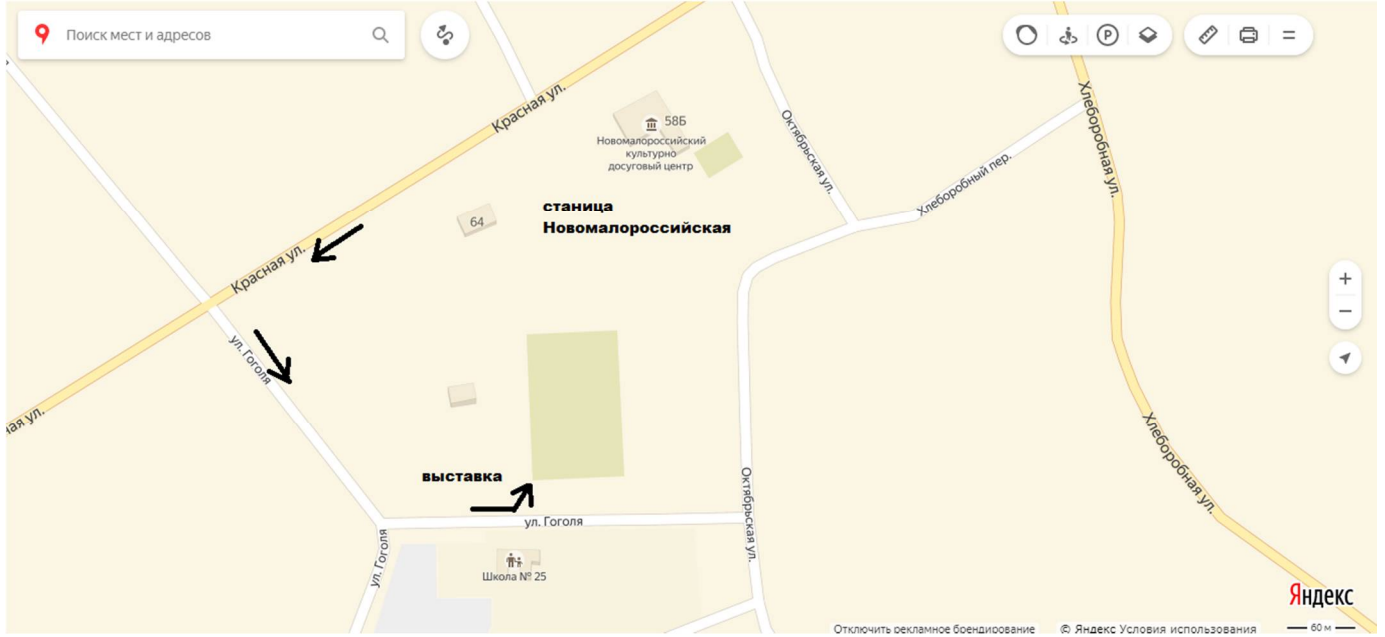 Поиск мест и адресов
P
Красная ул.
58Б
Новомалороссийский
культурно
досуговый центр
Октябрьская ул.
Хлеборобная ул.
Хлеборобный пер.
64
станица
Новомалороссийская
Красная ул.
ул. Гоголя
ная ул.
выставка
Хлеборобная ул.
Октябрьская ул.
ул. Гоголя
ул. Гоголя
Школа № 25
Яндекс
Отключить рекламное брендирование
© Яндекс Условия использования
60 м